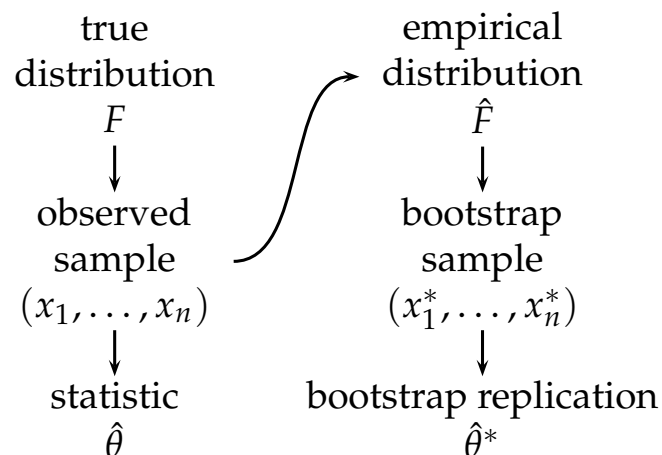 true
distribution
F
observed
sample
(x₁, . . . , xₙ)
statistic
θ̂
empirical
distribution
F̂
bootstrap
sample
(x₁*, . . . , xₙ*)
bootstrap replication
θ̂*